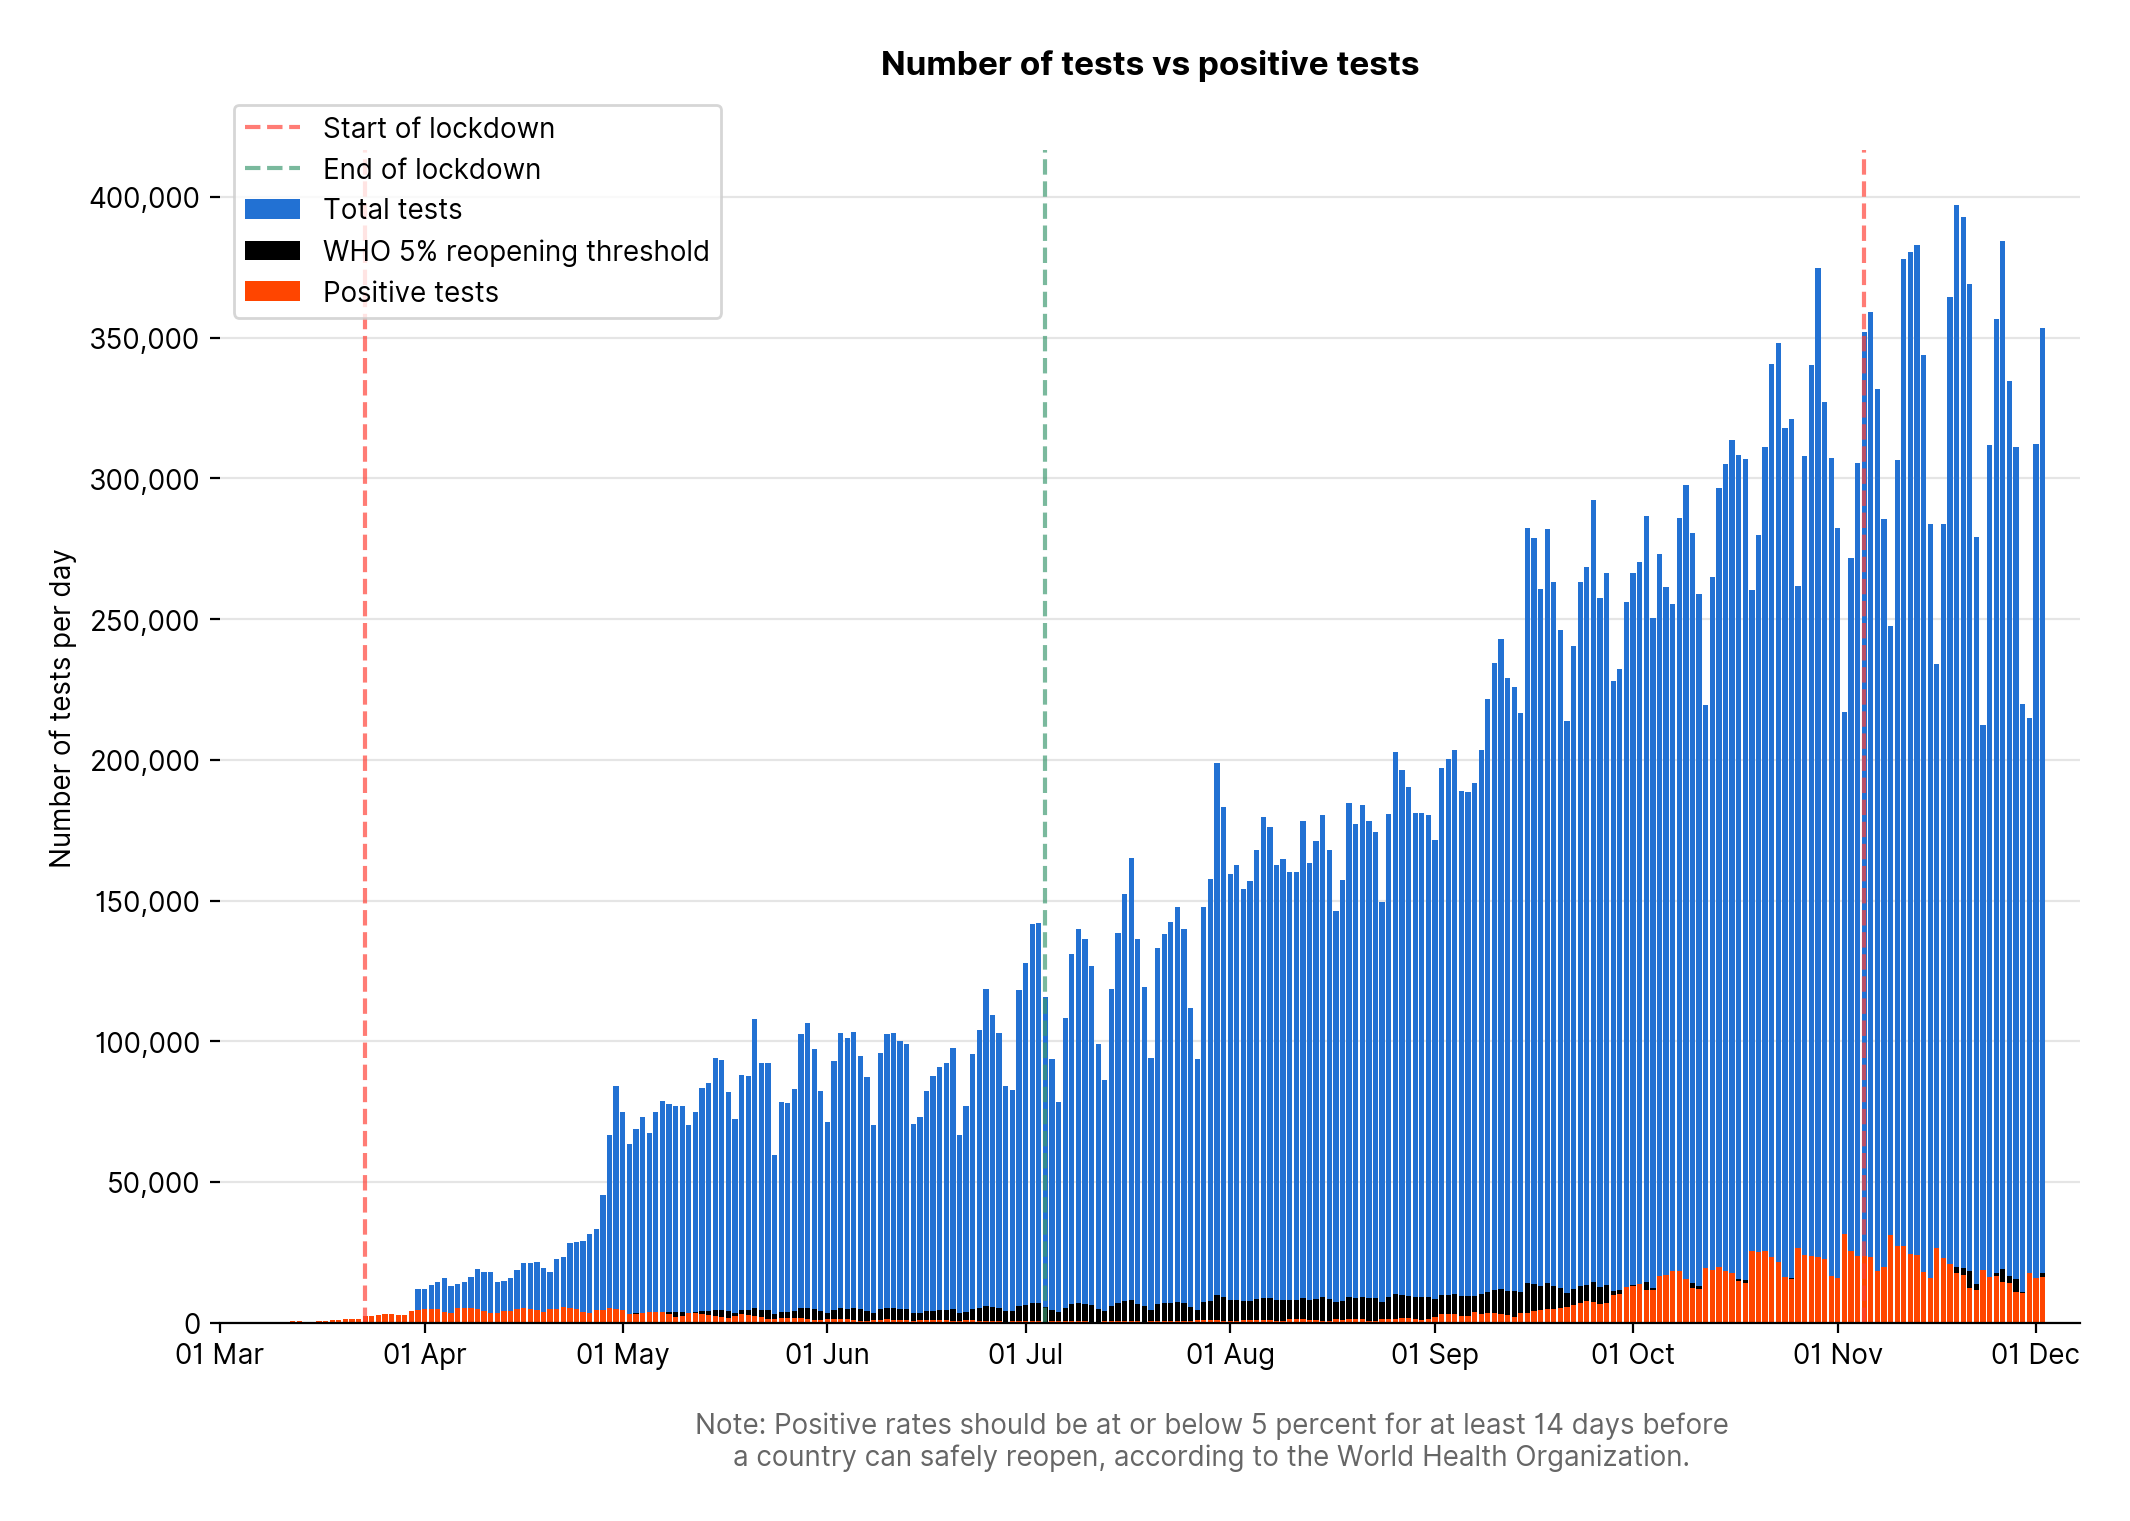 Number of tests vs positive tests
Start of lockdown
End of lockdown
Total tests
WHO 5% reopening threshold
Positive tests
Number of tests per day
400,000
350,000
300,000
250,000
200,000
150,000
100,000
50,000
0
01 Mar
01 Apr
01 May
01 Jun
01 Jul
01 Aug
01 Sep
01 Oct
01 Nov
01 Dec
Note: Positive rates should be at or below 5 percent for at least 14 days before
a country can safely reopen, according to the World Health Organization.